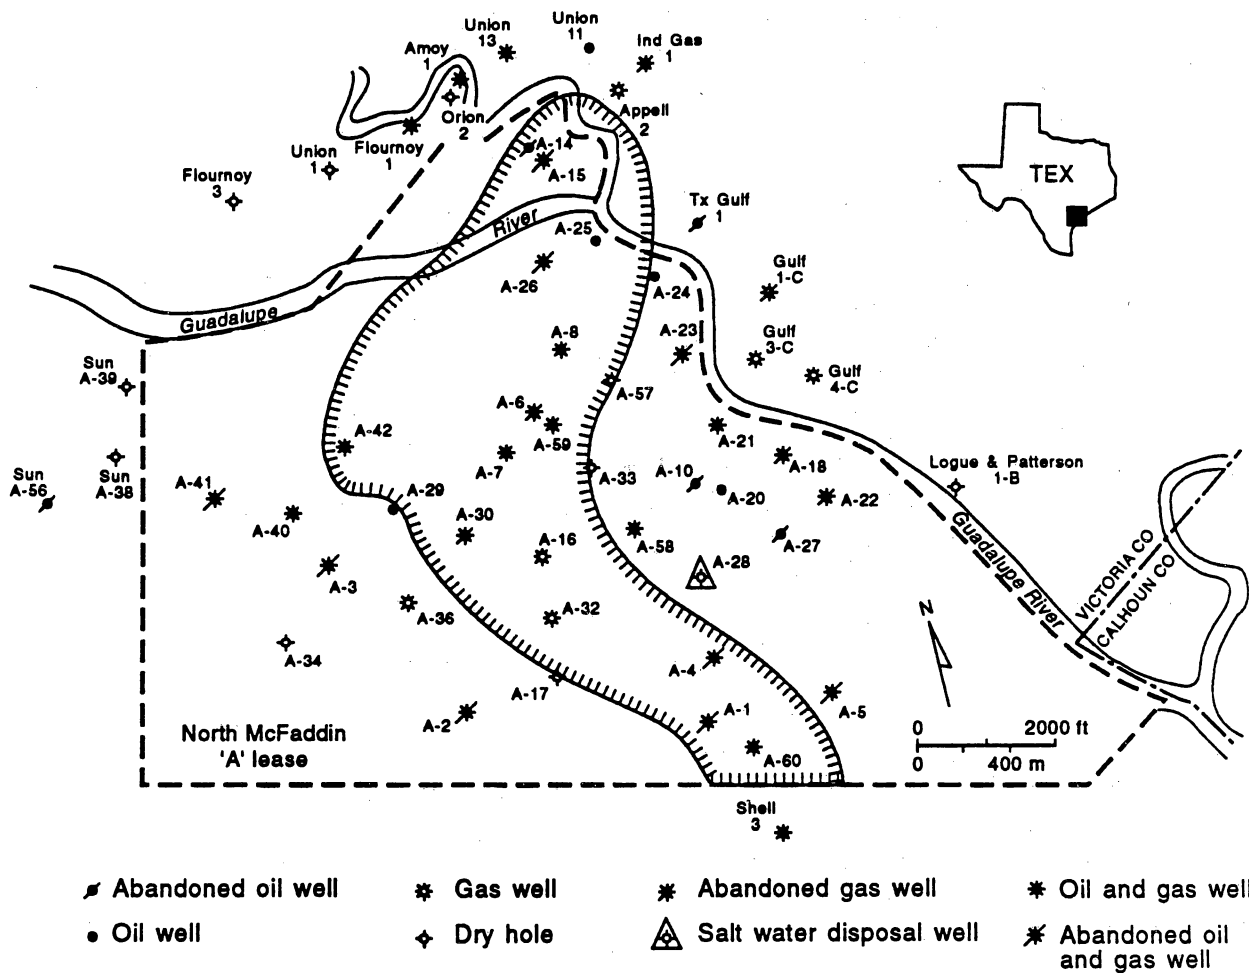 Union
11
Union
13
Ind Gas
1
Amoy
1
Orion
2
Appell
2
Flournoy
1
Union
1
Flournoy
3
A-14
A-15
TEX
Tx Gulf
1
River
A-25
A-26
A-24
Gulf
1-C
Guadalupe
A-8
A-23
Gulf
3-C
Gulf
4-C
Sun
A-39
A-57
A-6
A-59
A-42
A-7
A-21
A-18
Sun
A-56
Sun
A-38
A-41
A-29
A-33
A-10
A-20
A-22
Logue & Patterson
1-B
A-40
A-30
A-16
A-58
A-27
A-28
Guadalupe River
VICTORIA CO
CALHOUN CO
A-3
A-36
A-32
N
A-34
A-17
A-4
A-5
A-2
A-1
A-60
North McFaddin
'A' lease
0 2000 ft
0 400 m
Shell
3
Abandoned oil well
Gas well
Abandoned gas well
Oil and gas well
Oil well
Dry hole
Salt water disposal well
Abandoned oil
and gas well